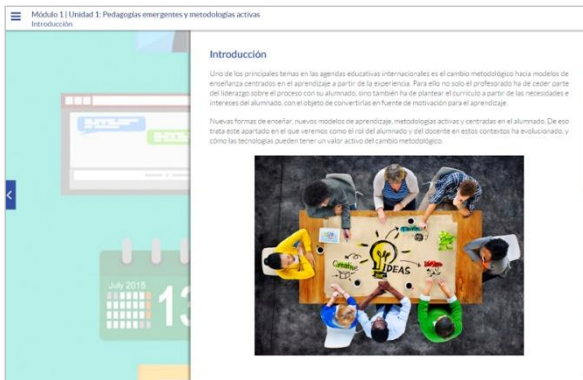 Módulo 1 | Unidad 1: Pedagogías emergentes y metodologías activas
Introducción
Introducción
Uno de los principales temas en las agendas educativas internacionales es el cambio metodológico hacia modelos de
enseñanza centrados en el aprendizaje a partir de la experiencia. Para ello no solo el profesorado ha de ceder parte
del liderazgo sobre el proceso con su alumnado, sino también ha de plantear el currículo a partir de las necesidades e
intereses del alumnado, con el objeto de convertirlas en fuente de motivación para el aprendizaje.
Nuevas formas de enseñar, nuevos modelos de aprendizaje, metodologías activas y centradas en el alumnado. De eso
trata este apartado en el que veremos como el rol del alumnado y del docente en estos contextos ha evolucionado, y
cómo las tecnologías pueden tener un valor activo del cambio metodológico.
July 2015
13
Creative
IDEAS